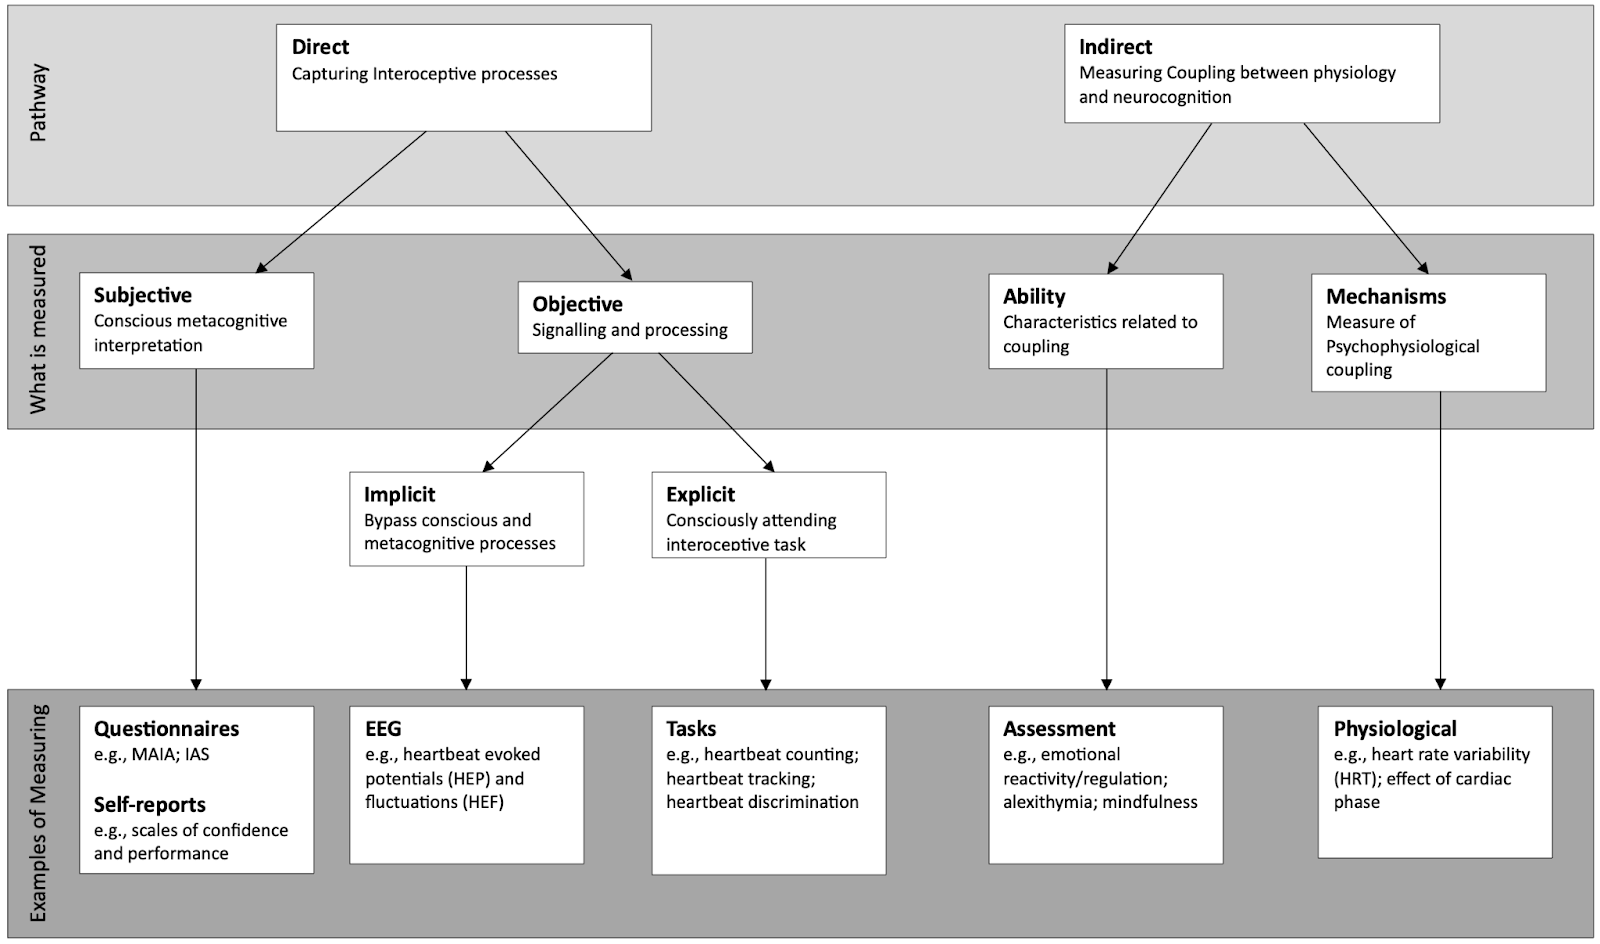 Pathway
Direct
Capturing Interoceptive processes
Indirect
Measuring Coupling between physiology
and neurocognition
What is measured
Subjective
Conscious metacognitive
interpretation
Objective
Signalling and processing
Ability
Characteristics related to
coupling
Mechanisms
Measure of
Psychophysiological
coupling
Implicit
Bypass conscious and
metacognitive processes
Explicit
Consciously attending
interoceptive task
Examples of Measuring
Questionnaires
e.g., MAIA; IAS
Self-reports
e.g., scales of confidence
and performance
EEG
e.g., heartbeat evoked
potentials (HEP) and
fluctuations (HEF)
Tasks
e.g., heartbeat counting;
heartbeat tracking;
heartbeat discrimination
Assessment
e.g., emotional
reactivity/regulation;
alexithymia; mindfulness
Physiological
e.g., heart rate variability
(HRT); effect of cardiac
phase